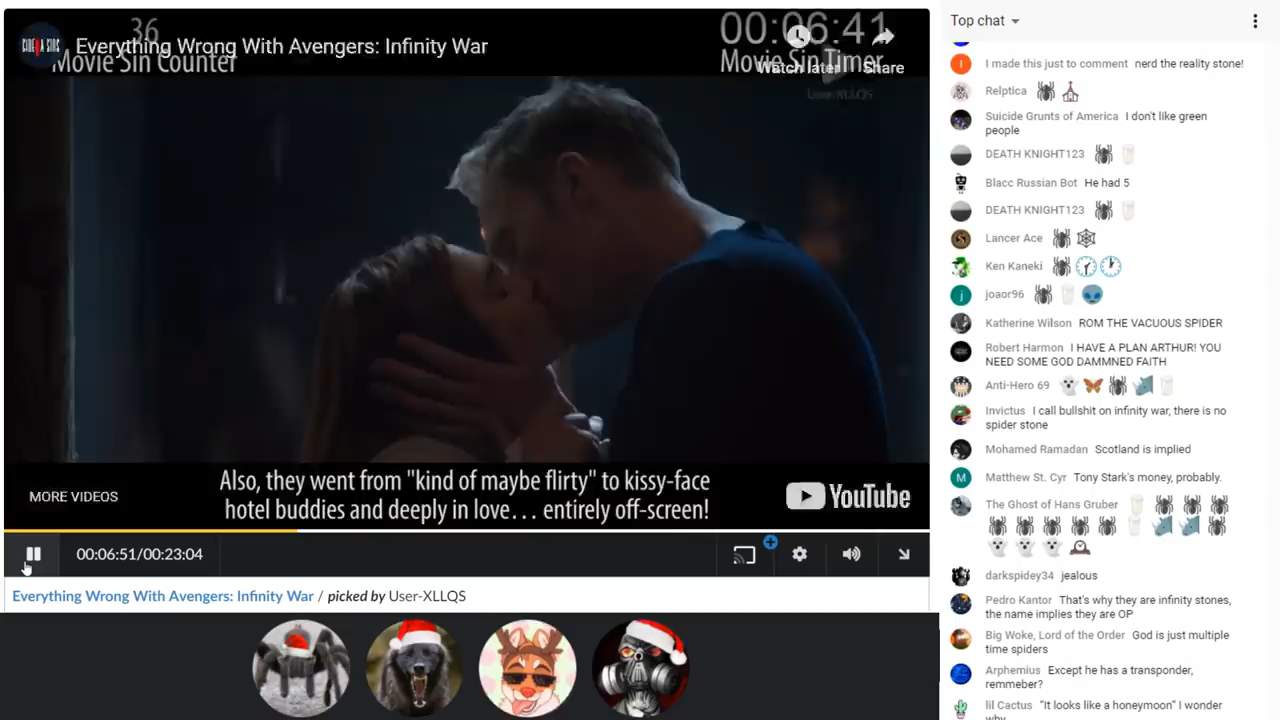 36
00:06:41
CINEMA SINS
Everything Wrong With Avengers: Infinity War
Movie Sin Counter
Movie Sin Timer
Watch later
Share
User-XLLQS
Also, they went from "kind of maybe flirty" to kissy-face
hotel buddies and deeply in love... entirely off-screen!
MORE VIDEOS
YouTube
00:06:51/00:23:04
Everything Wrong With Avengers: Infinity War / picked by User-XLLQS
Top chat
I made this just to comment nerd the reality stone!
Relptica
Suicide Grunts of America I don't like green
people
DEATH KNIGHT123
Blacc Russian Bot He had 5
DEATH KNIGHT123
Lancer Ace
Ken Kaneki
joaor96
Katherine Wilson ROM THE VACUOUS SPIDER
Robert Harmon I HAVE A PLAN ARTHUR! YOU
NEED SOME GOD DAMMNED FAITH
Anti-Hero 69
Invictus I call bullshit on infinity war, there is no
spider stone
Mohamed Ramadan Scotland is implied
M
Matthew St. Cyr Tony Stark's money, probably.
The Ghost of Hans Gruber
darkspidey34 jealous
Pedro Kantor That's why they are infinity stones,
the name implies they are OP
Big Woke, Lord of the Order God is just multiple
time spiders
Arphemius Except he has a transponder,
remmeber?
lil Cactus "It looks like a honeymoon" I wonder
why